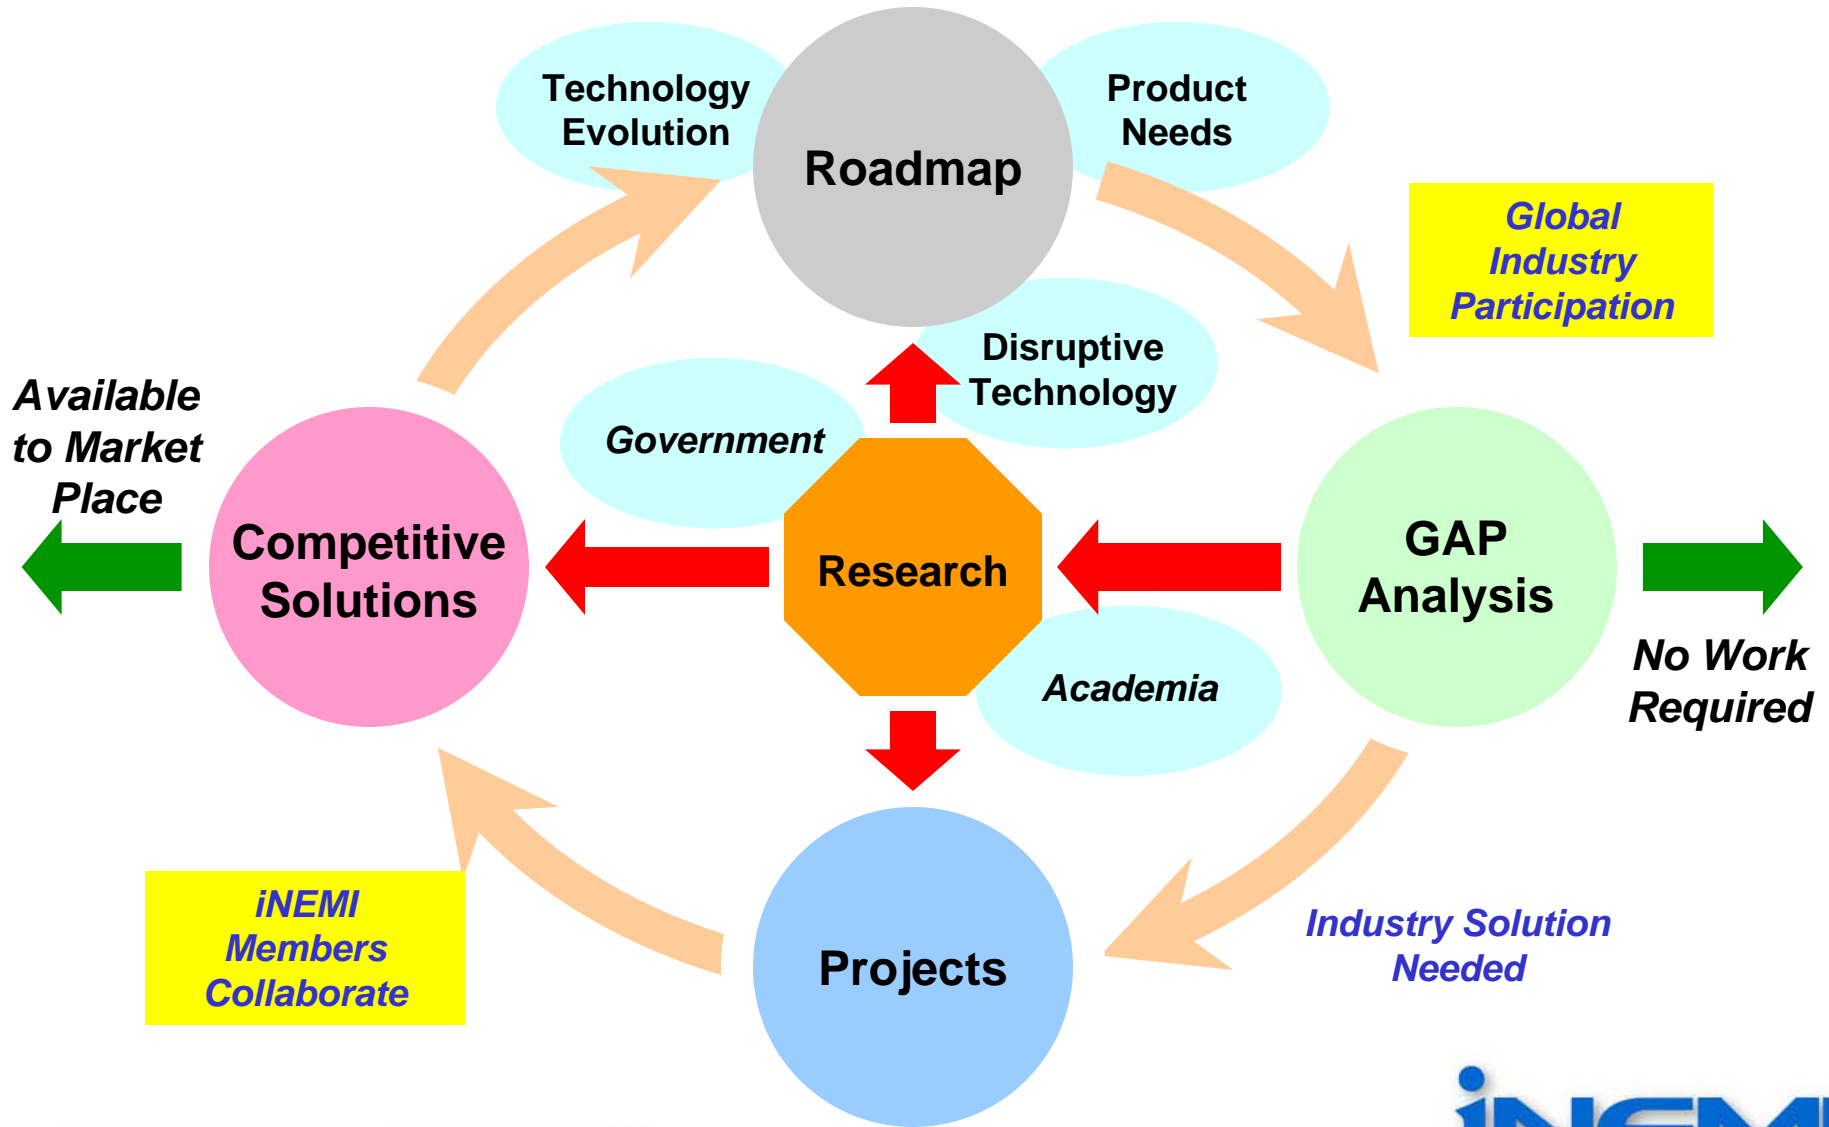 Technology
Evolution
Product
Needs
Roadmap
Global
Industry
Participation
Disruptive
Technology
Available
to Market
Place
Government
Competitive
Solutions
Research
GAP
Analysis
No Work
Required
Academia
iNEMI
Members
Collaborate
Projects
Industry Solution
Needed
iNEMI